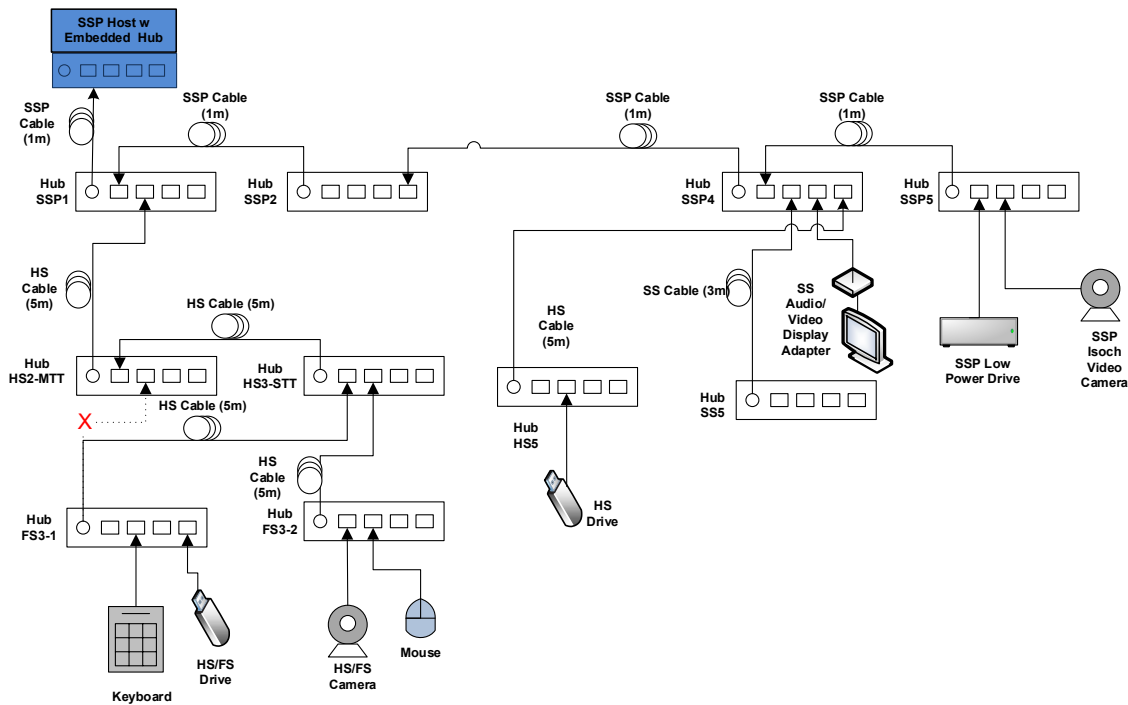 SSP Host w
Embedded Hub
SSP
Cable
(1m)
SSP Cable
(1m)
SSP Cable
(1m)
SSP Cable
(1m)
Hub
SSP1
Hub
SSP2
Hub
SSP4
Hub
SSP5
HS
Cable
(5m)
HS Cable (5m)
HS
Cable
(5m)
SS Cable (3m)
SS
Audio/
Video
Display
Adapter
SSP Low
Power Drive
SSP
Isoch
Video
Camera
Hub
HS2-MTT
Hub
HS3-STT
X
HS Cable (5m)
Hub
HS5
Hub
SS5
HS
Cable
(5m)
HS
Drive
Hub
FS3-1
Hub
FS3-2
Keyboard
HS/FS
Drive
HS/FS
Camera
Mouse